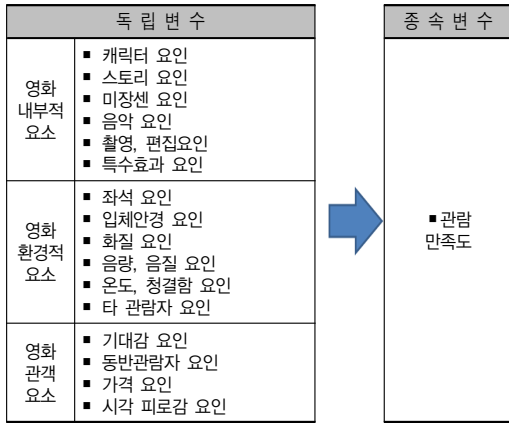 독 립 변 수
영화
내부적
요소
▪ 캐릭터 요인
▪ 스토리 요인
▪ 미장센 요인
▪ 음악 요인
▪ 촬영, 편집요인
▪ 특수효과 요인
영화
환경적
요소
▪ 좌석 요인
▪ 입체안경 요인
▪ 화질 요인
▪ 음량, 음질 요인
▪ 온도, 청결함 요인
▪ 타 관람자 요인
영화
관객
요소
▪ 기대감 요인
▪ 동반관람자 요인
▪ 가격 요인
▪ 시각 피로감 요인
종 속 변 수
▪ 관람
만족도